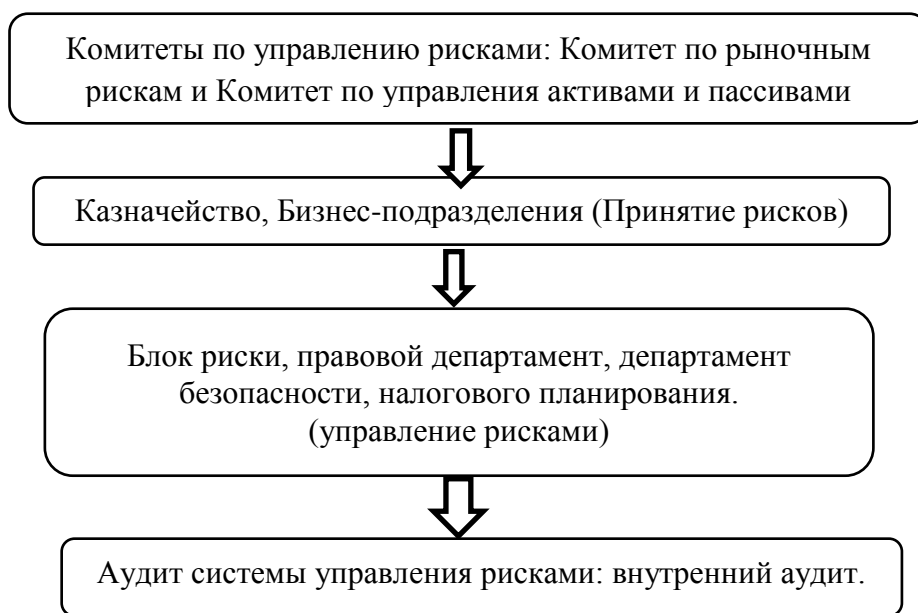 Комитеты по управлению рисками: Комитет по рыночным
рискам и Комитет по управления активами и пассивами
Казначейство, Бизнес-подразделения (Принятие рисков)
Блок риски, правовой департамент, департамент
безопасности, налогового планирования.
(управление рисками)
Аудит системы управления рисками: внутренний аудит.